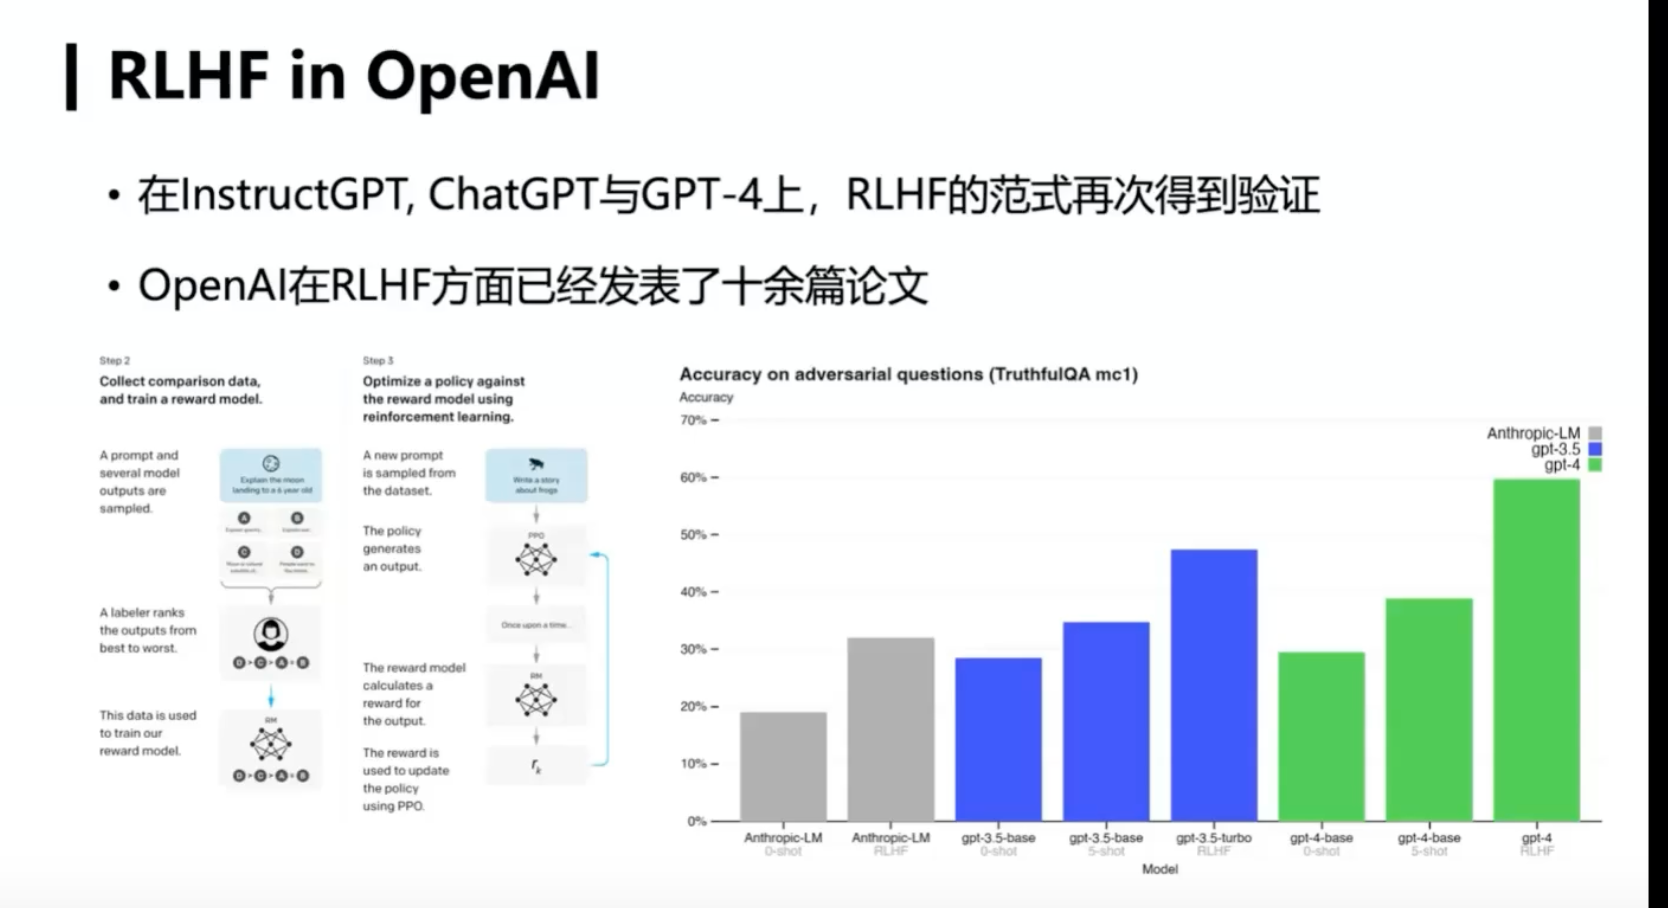 RLHF in OpenAI
• 在InstructGPT, ChatGPT与GPT-4上，RLHF的范式再次得到验证
• OpenAI在RLHF方面已经发表了十余篇论文
Step 2
Collect comparison data,
and train a reward model.
A prompt and
several model
outputs are
sampled.
Explain the moon
landing to a 6 year old
A
B
C
D
A labeler ranks
the outputs from
best to worst.
D > C > A = B
This data is used
to train our
reward model.
RM
D > C > A = B
Step 3
Optimize a policy against
the reward model using
reinforcement learning.
A new prompt
is sampled from
the dataset.
Write a story
about frogs
The policy
generates
an output.
PPO
Once upon a time...
The reward model
calculates a
reward for
the output.
RM
The reward is
used to update
the policy
using PPO.
rk
Accuracy on adversarial questions (TruthfulQA mc1)
Accuracy
70%
60%
50%
40%
30%
20%
10%
0%
Anthropic-LM
gpt-3.5
gpt-4
Anthropic-LM
0-shot
Anthropic-LM
RLHF
gpt-3.5-base
0-shot
gpt-3.5-base
5-shot
gpt-3.5-turbo
RLHF
gpt-4-base
0-shot
gpt-4-base
5-shot
gpt-4
RLHF
Model